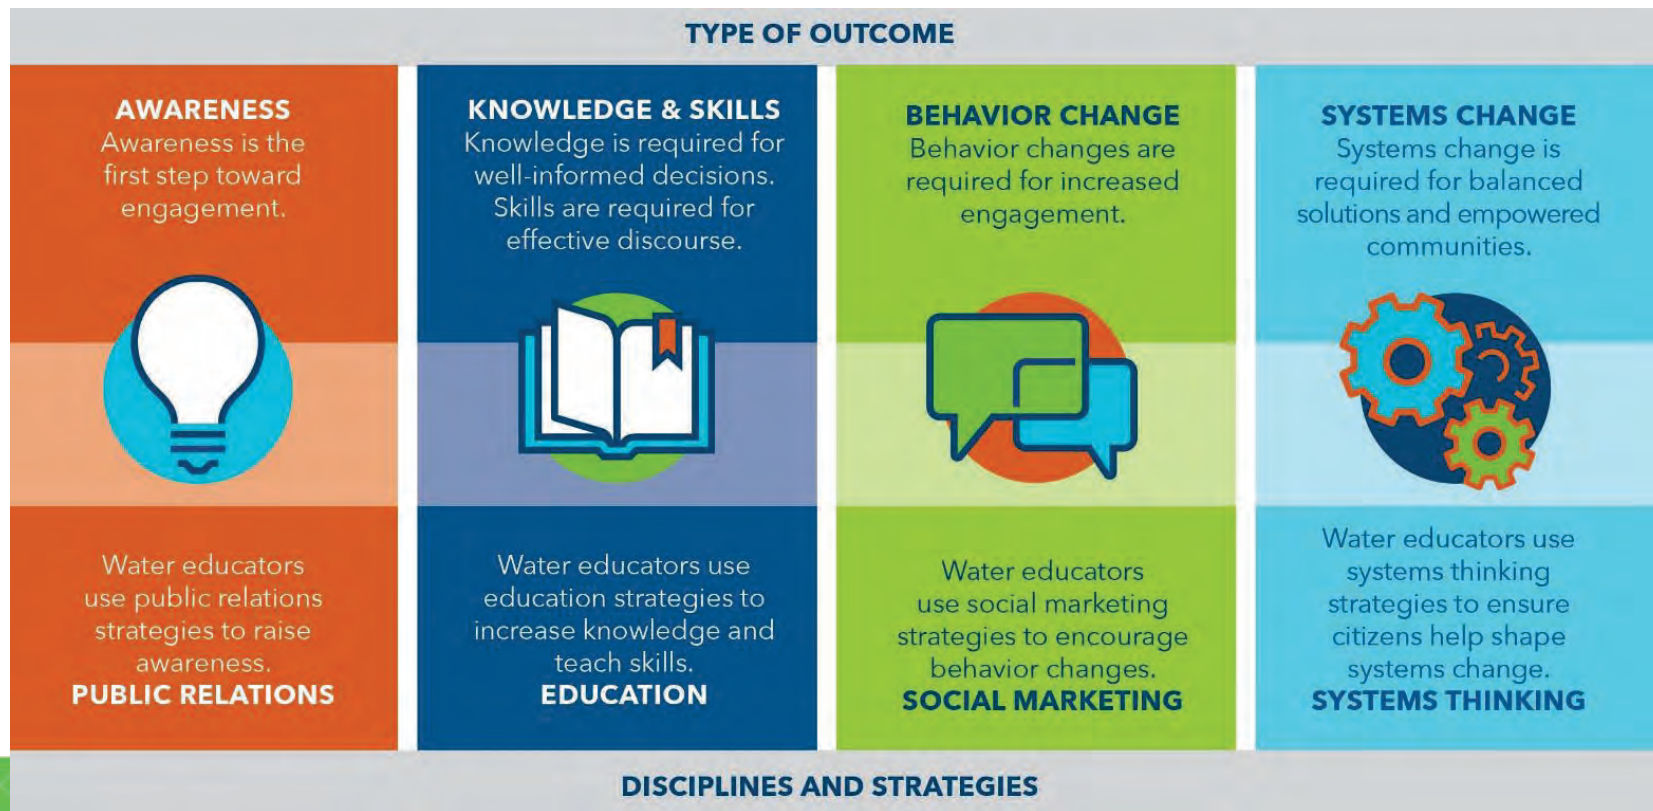 TYPE OF OUTCOME
AWARENESS
Awareness is the
first step toward
engagement.
KNOWLEDGE & SKILLS
Knowledge is required for
well-informed decisions.
Skills are required for
effective discourse.
BEHAVIOR CHANGE
Behavior changes are
required for increased
engagement.
SYSTEMS CHANGE
Systems change is
required for balanced
solutions and empowered
communities.
Water educators
use public relations
strategies to raise
awareness.
PUBLIC RELATIONS
Water educators use
education strategies to
increase knowledge and
teach skills.
EDUCATION
Water educators
use social marketing
strategies to encourage
behavior changes.
SOCIAL MARKETING
Water educators use
systems thinking
strategies to ensure
citizens help shape
systems change.
SYSTEMS THINKING
DISCIPLINES AND STRATEGIES